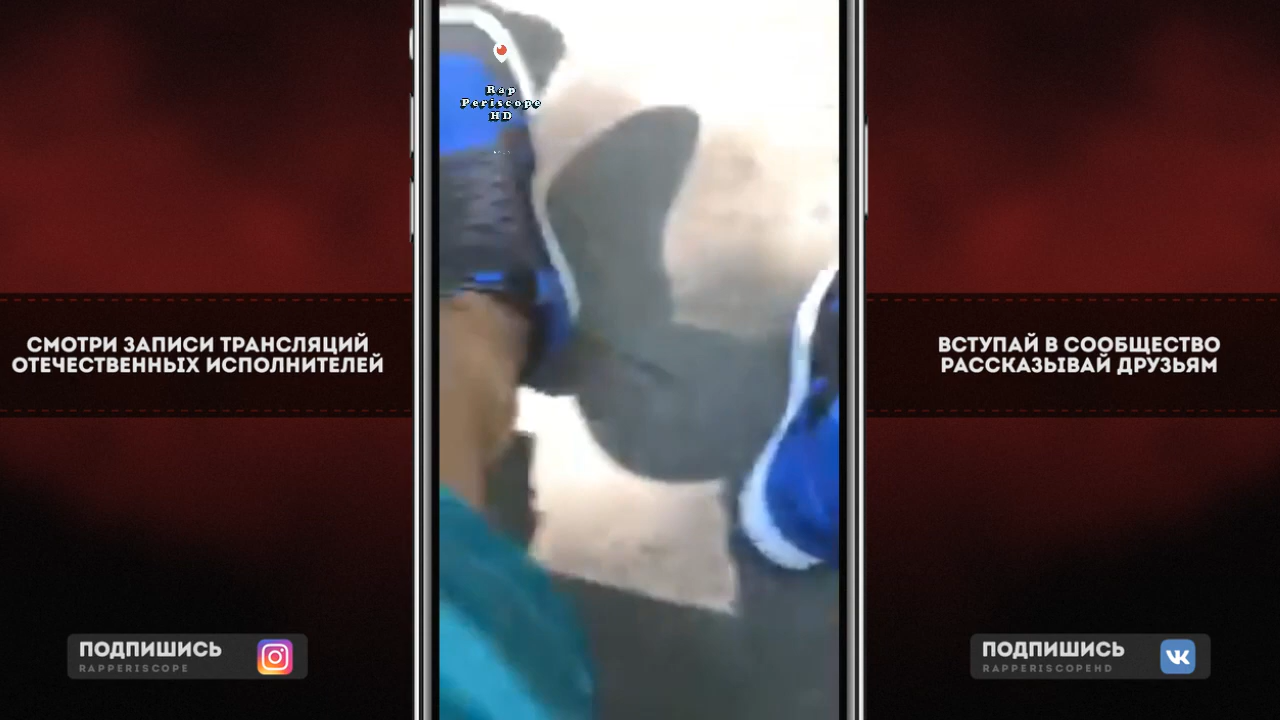 Rap
Periscope
HD
СМОТРИ ЗАПИСИ ТРАНСЛЯЦИЙ
ОТЕЧЕСТВЕННЫХ ИСПОЛНИТЕЛЕЙ
ВСТУПАЙ В СООБЩЕСТВО
РАССКАЗЫВАЙ ДРУЗЬЯМ
ПОДПИШИСЬ
RAPPERISCOPE
ПОДПИШИСЬ
RAPPERISCOPEHD